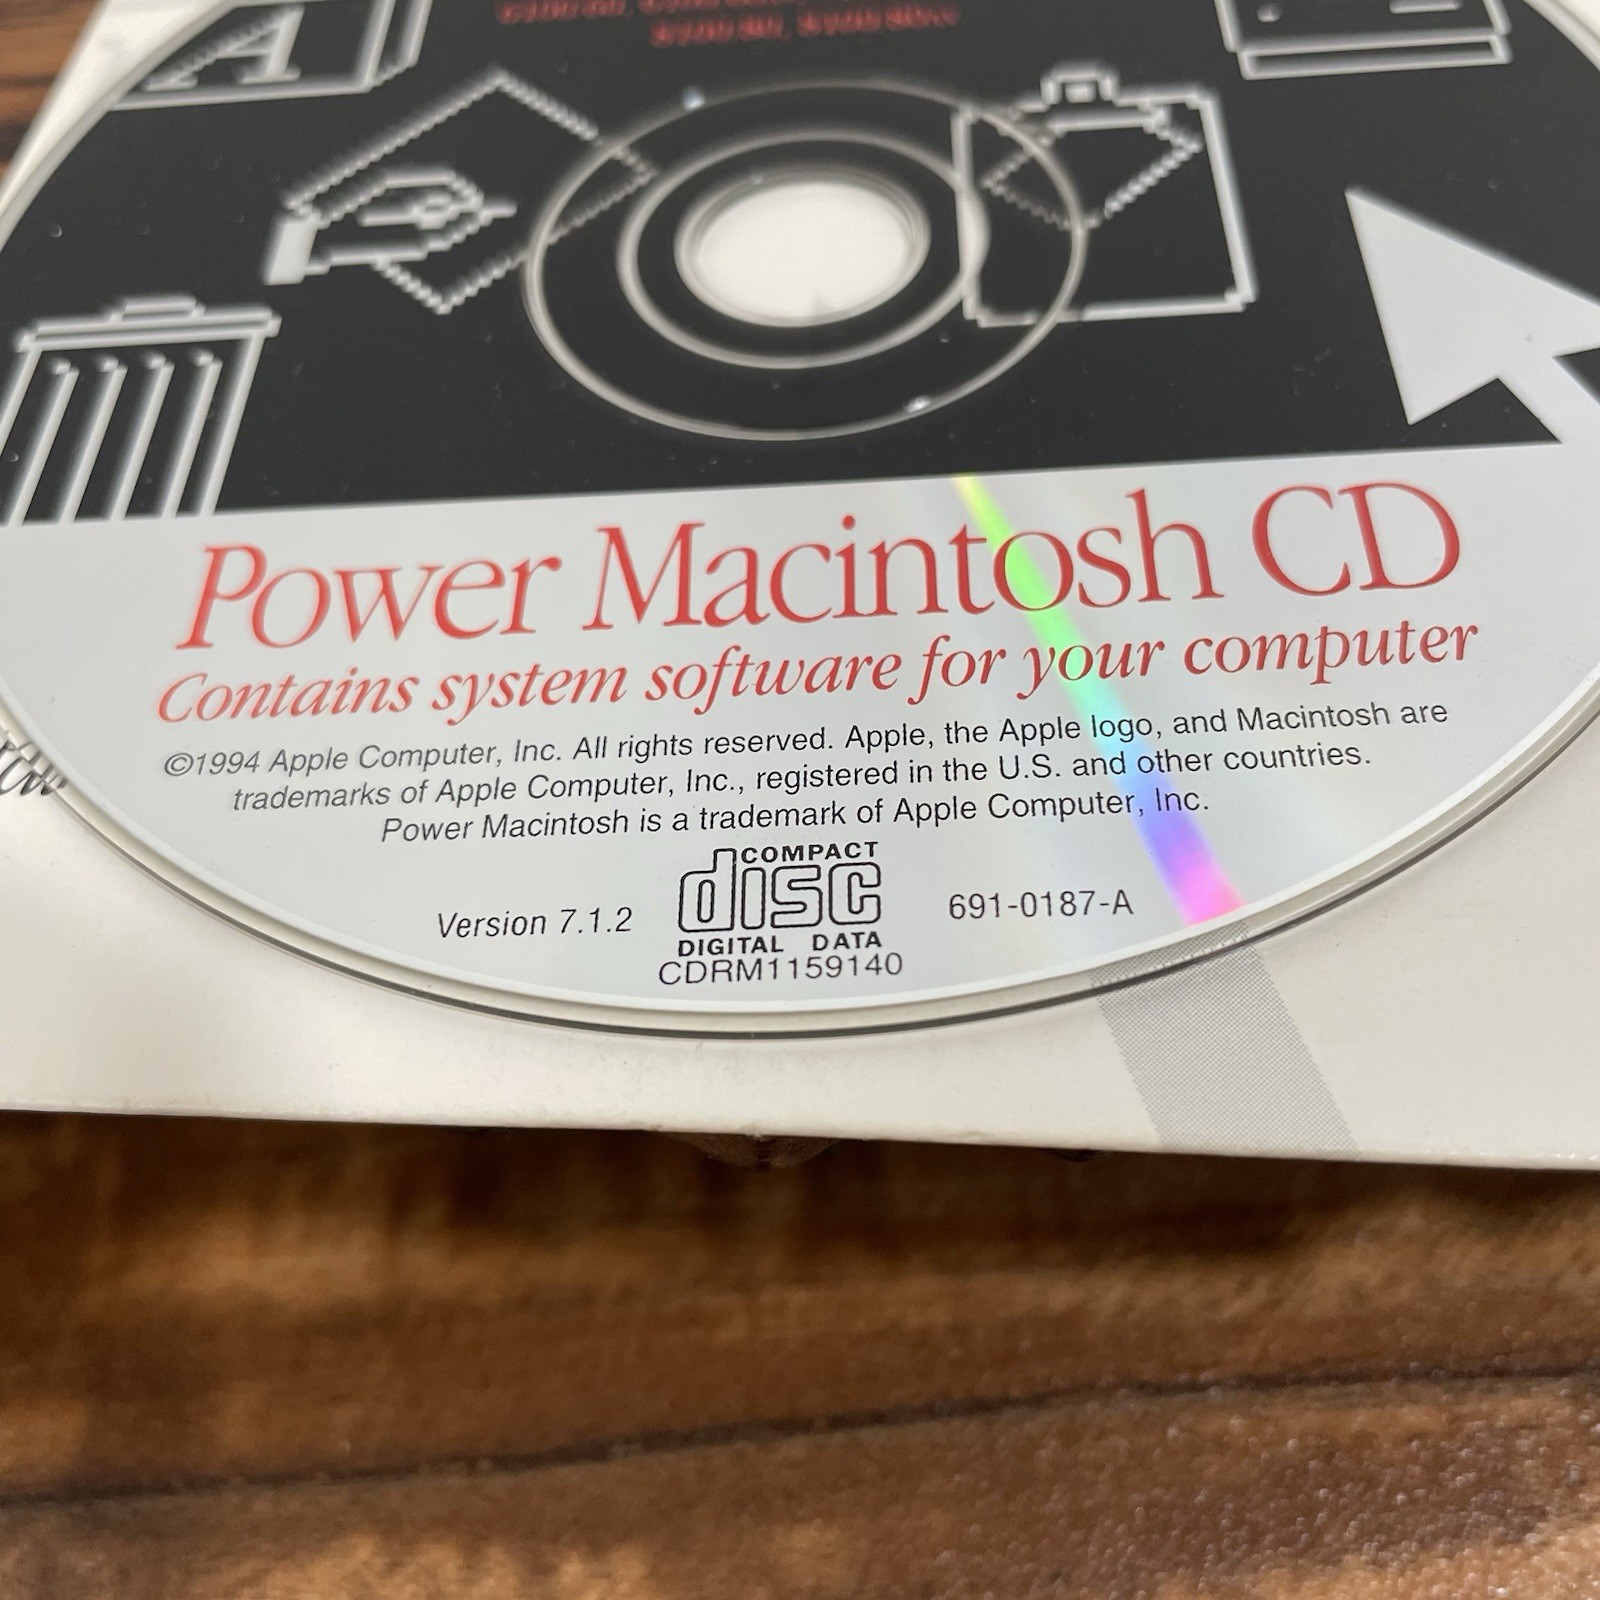 A
Power Macintosh CD
Contains system software for your computer
©1994 Apple Computer, Inc. All rights reserved. Apple, the Apple logo, and Macintosh are
trademarks of Apple Computer, Inc., registered in the U.S. and other countries.
Power Macintosh is a trademark of Apple Computer, Inc.
Version 7.1.2
COMPACT
disc
DIGITAL DATA
CDRM1159140
691-0187-A